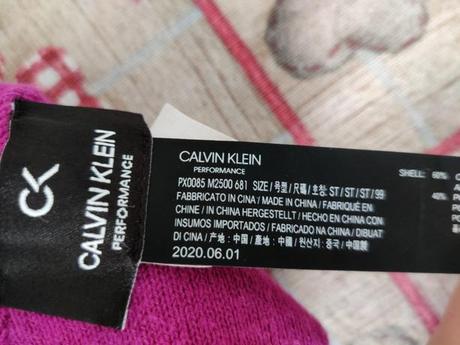 CK
CALVIN KLEIN
PERFORMANCE
CALVIN KLEIN
PERFORMANCE
PX0085 M2500 681 SIZE / 号型 / 尺碼 / 호칭: ST / ST / ST / 99
FABBRICATO IN CINA / MADE IN CHINA / FABRIQUÉ EN
CHINE / IN CHINA HERGESTELLT / HECHO EN CHINA CON
INSUMOS IMPORTADOS / FABRICADO NA CHINA / DIBUAT
DI CINA / 产地: 中国 / 產地: 中國 / 원산지: 중국 / 中国製
2020.06.01
SHELL: 60%
40%